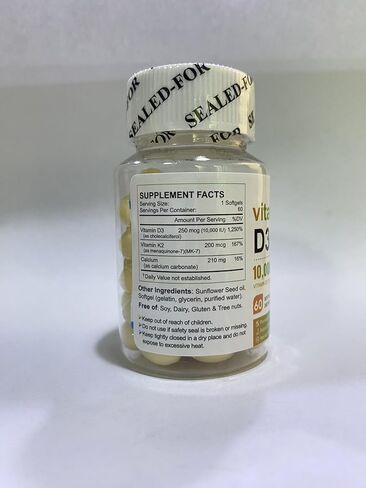 SEALED-FOR
SEALED-FOR
FOR
SUPPLEMENT FACTS
Serving Size: 1 Softgels
Servings Per Container: 60
Amount Per Serving %DV
Vitamin D3 250 mcg (10,000 IU) 1,250%
(as cholecalciferol)
Vitamin K2 200 mcg 167%
(as menaquinone-7)(MK-7)
Calcium 210 mg 16%
(as calcium carbonate)
†Daily Value not established.
Other Ingredients: Sunflower Seed oil,
Softgel (gelatin, glycerin, purified water).
Free of: Soy, Dairy, Gluten & Tree nuts.
Keep out of reach of children.
Do not use if safety seal is broken or missing.
Keep tightly closed in a dry place and do not
expose to excessive heat.
vita
D3
10,00
60